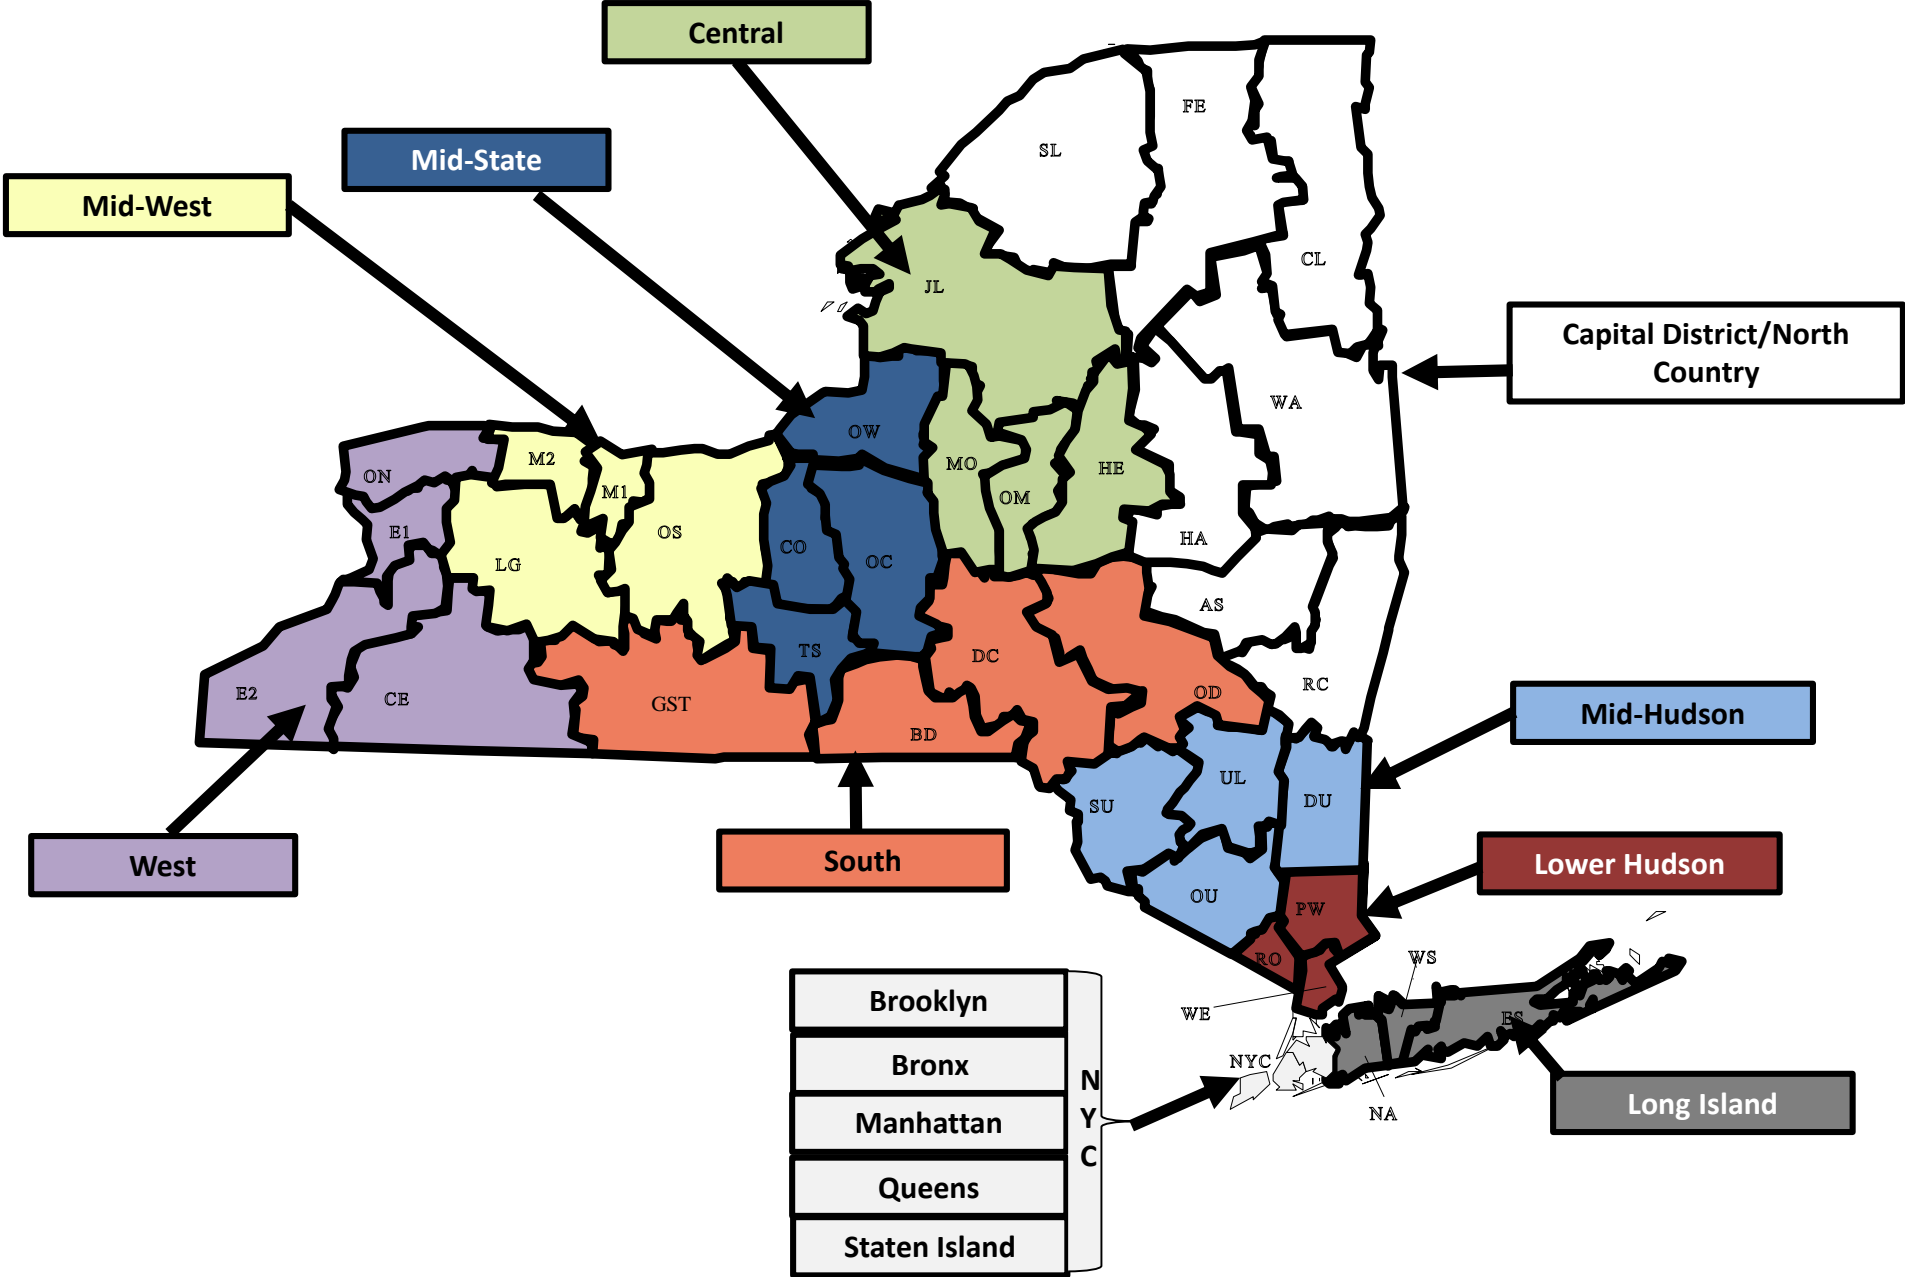 Central
FE
Mid-State
SL
Mid-West
CL
JL
Capital District/North
Country
WA
OW
M2
MO
HE
ON
M1
OM
E1
OS
HA
CO
OC
LG
AS
TS
DC
RC
E2
CE
GST
OD
BD
Mid-Hudson
UL
SU
DU
West
South
Lower Hudson
OU
PW
RO
WS
WE
ES
Brooklyn
Bronx
Manhattan
Queens
Staten Island
N
Y
C
NYC
NA
Long Island